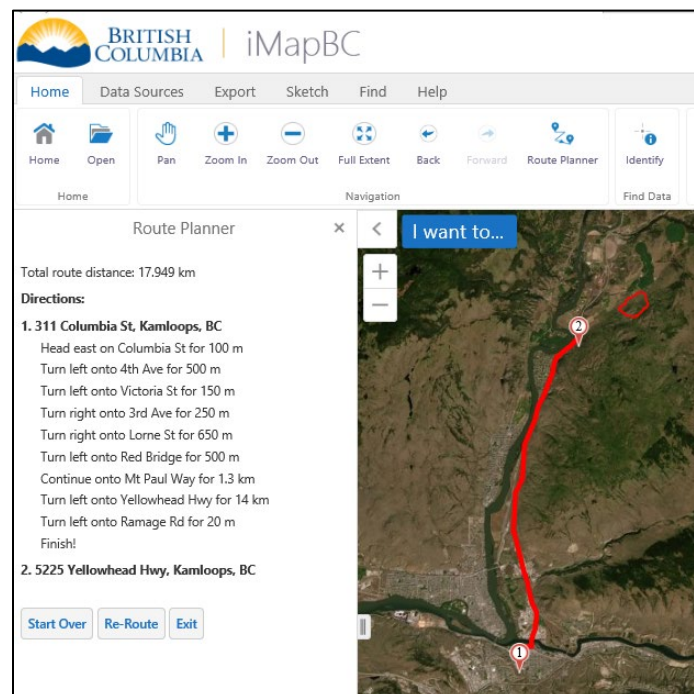 BRITISH
COLUMBIA
iMapBC
Home Data Sources Export Sketch Find Help
Home Open Pan Zoom In Zoom Out Full Extent Back Forward Route Planner Identify
Home Navigation Find Data
Route Planner
I want to...
Total route distance: 17.949 km
Directions:
1. 311 Columbia St, Kamloops, BC
Head east on Columbia St for 100 m
Turn left onto 4th Ave for 500 m
Turn left onto Victoria St for 150 m
Turn right onto 3rd Ave for 250 m
Turn right onto Lorne St for 650 m
Turn left onto Red Bridge for 500 m
Continue onto Mt Paul Way for 1.3 km
Turn left onto Yellowhead Hwy for 14 km
Turn left onto Ramage Rd for 20 m
Finish!
2. 5225 Yellowhead Hwy, Kamloops, BC
Start Over Re-Route Exit
2
1